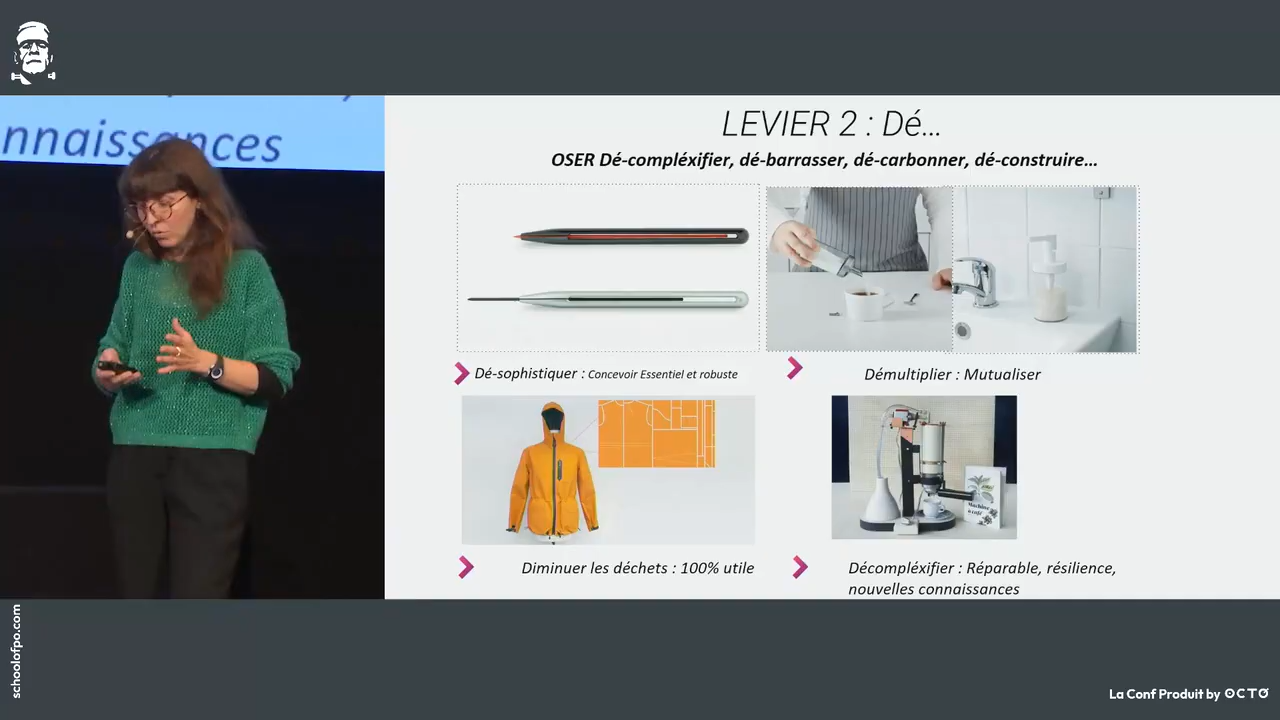 nnaissances
LEVIER 2 : Dé...
OSER Dé-compléxifier, dé-barrasser, dé-carbonner, dé-construire...
Dé-sophistiquer : Concevoir Essentiel et robuste
Démultiplier : Mutualiser
Machine
à café
Diminuer les déchets : 100% utile
Décompléxifier : Réparable, résilience,
nouvelles connaissances
schoolofpo.com
La Conf Produit by OCTO